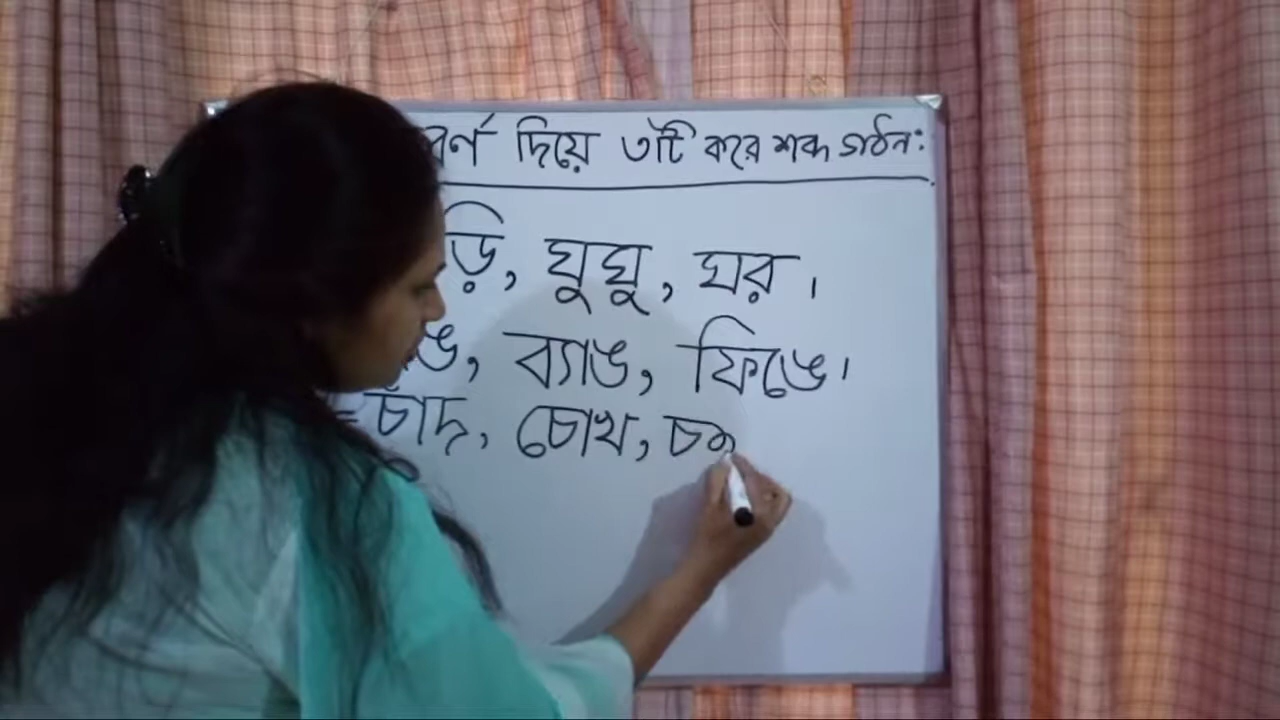 বর্ণ দিয়ে ৩টি করে শব্দ গঠন:
ড়ি, ঘুঘু, ঘর ।
ঙ, ব্যাঙ, ফিঙে ।
= চাঁদ, চোখ, চ